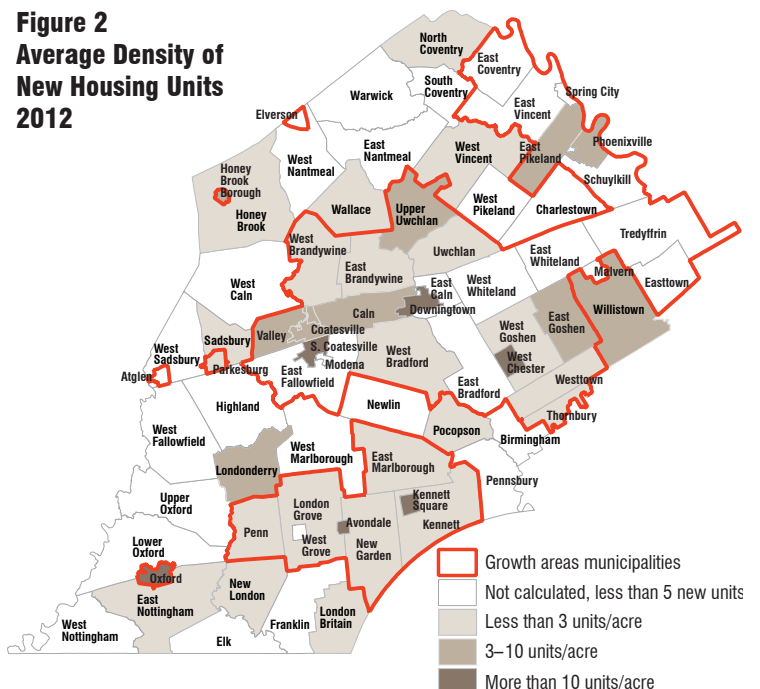 Figure 2
Average Density of
New Housing Units
2012
North
Coventry
East
Coventry
South
Coventry
Warwick
Spring City
East
Vincent
Elverson
Phoenixville
East
Nantmeal
West
Vincent
East
Pikeland
West
Nantmeal
Schuylkill
Honey
Brook
Borough
Honey
Brook
Wallace
Upper
Uwchlan
West
Pikeland
Charlestown
Tredyffrin
West
Brandywine
Uwchlan
East
Whiteland
East
Brandywine
Malvern
Easttown
West
Caln
East
Caln
West
Whiteland
Downingtown
Willistown
Caln
East
Goshen
Coatesville
Valley
West
Goshen
Sadsbury
S. Coatesville
West
Bradford
West
Sadsbury
Modena
West
Chester
Parkesburg
East
Fallowfield
Atglen
Westtown
East
Bradford
Highland
Newlin
Thornbury
West
Fallowfield
Pocopson
Birmingham
West
Marlborough
East
Marlborough
Londonderry
Pennsbury
Upper
Oxford
Kennett
Square
London
Grove
Avondale
Kennett
Penn
West
Grove
New
Garden
Lower
Oxford
Oxford
New
London
East
Nottingham
London
Britain
West
Nottingham
Elk
Franklin
Growth areas municipalities
Not calculated, less than 5 new units
Less than 3 units/acre
3–10 units/acre
More than 10 units/acre